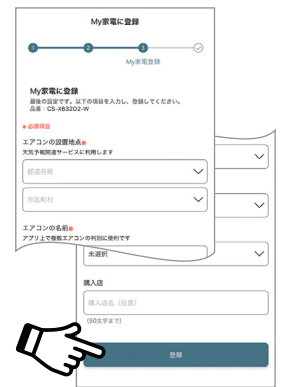 My家電に登録
1
2
3
My家電登録
My家電に登録
最後の設定です。以下の項目を入力し、登録してください。
品番：CS-X632D2-W
●必須項目
エアコンの設置地点●
天気予報関連サービスに利用します
都道府県
市区町村
エアコンの名前●
アプリ上で複数エアコンの判別に便利です
未選択
購入店
購入店名（任意）
(50文字まで)
登録